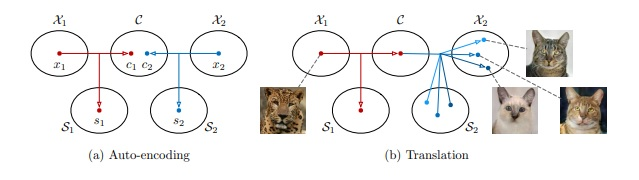 𝒳₁ 𝒞 𝒳₂
x₁ c₁ c₂ x₂
s₁ s₂
𝒮₁ 𝒮₂
(a) Auto-encoding
𝒳₁ 𝒞 𝒳₂
𝒮₁ 𝒮₂
(b) Translation